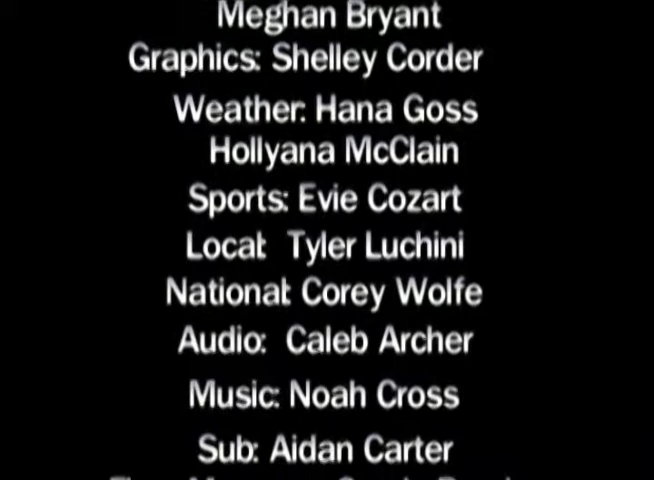 Meghan Bryant
Graphics: Shelley Corder
Weather: Hana Goss
Hollyana McClain
Sports: Evie Cozart
Local: Tyler Luchini
National: Corey Wolfe
Audio: Caleb Archer
Music: Noah Cross
Sub: Aidan Carter